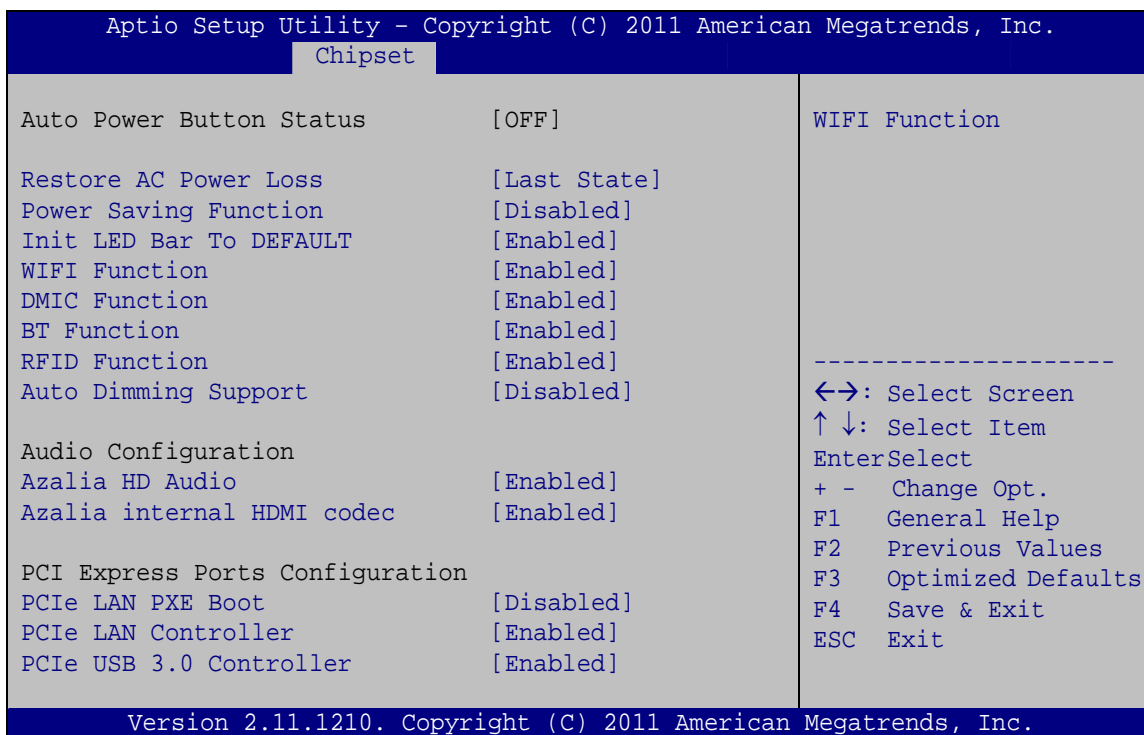 Aptio Setup Utility – Copyright (C) 2011 American Megatrends, Inc.
Chipset
Auto Power Button Status [OFF]
Restore AC Power Loss [Last State]
Power Saving Function [Disabled]
Init LED Bar To DEFAULT [Enabled]
WIFI Function [Enabled]
DMIC Function [Enabled]
BT Function [Enabled]
RFID Function [Enabled]
Auto Dimming Support [Disabled]
Audio Configuration
Azalia HD Audio [Enabled]
Azalia internal HDMI codec [Enabled]
PCI Express Ports Configuration
PCIe LAN PXE Boot [Disabled]
PCIe LAN Controller [Enabled]
PCIe USB 3.0 Controller [Enabled]
WIFI Function
---------------------
←→: Select Screen
↑ ↓: Select Item
EnterSelect
+ - Change Opt.
F1 General Help
F2 Previous Values
F3 Optimized Defaults
F4 Save & Exit
ESC Exit
Version 2.11.1210. Copyright (C) 2011 American Megatrends, Inc.